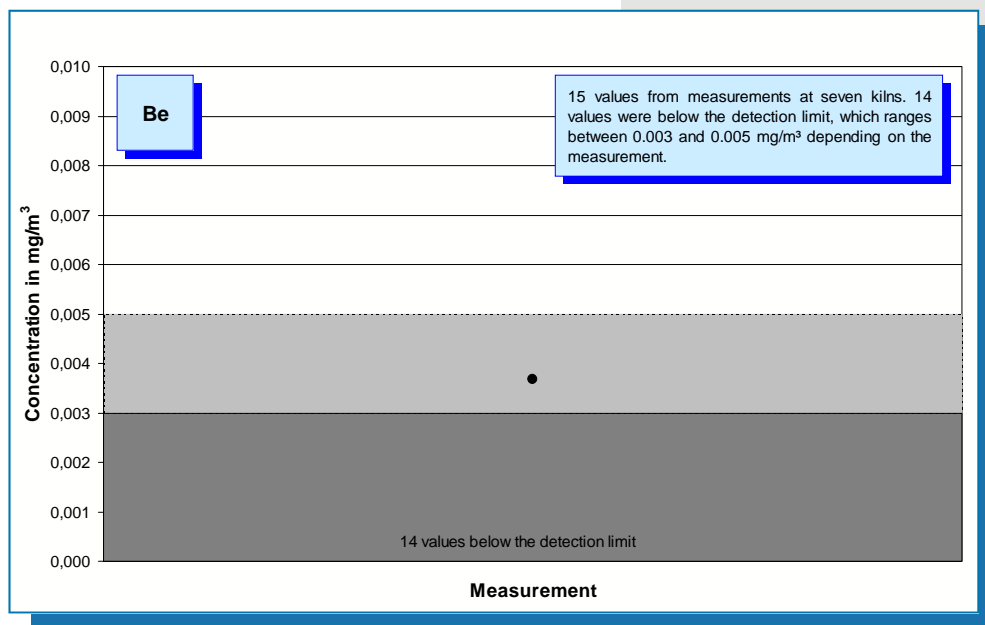 Be
15 values from measurements at seven kilns. 14
values were below the detection limit, which ranges
between 0.003 and 0.005 mg/m³ depending on the
measurement.
Concentration in mg/m³
0,010
0,009
0,008
0,007
0,006
0,005
0,004
0,003
0,002
0,001
0,000
14 values below the detection limit
Measurement